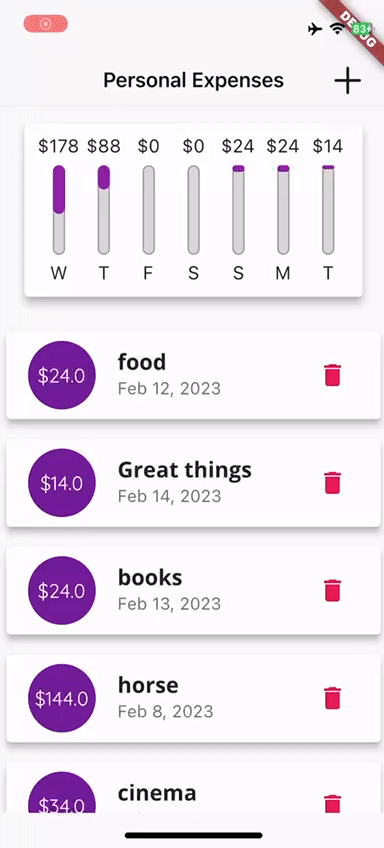 DEBUG
83
Personal Expenses
$178 $88 $0 $0 $24 $24 $14
W T F S S M T
$24.0
food
Feb 12, 2023
$14.0
Great things
Feb 14, 2023
$24.0
books
Feb 13, 2023
$144.0
horse
Feb 8, 2023
$34.0
cinema